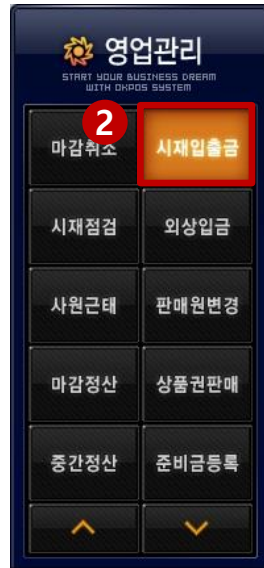 영업관리
START YOUR BUSINESS DREAM
WITH OKPOS SYSTEM
2
마감취소 시재입출금
시재점검 외상입금
사원근태 판매원변경
마감정산 상품권판매
중간정산 준비금등록